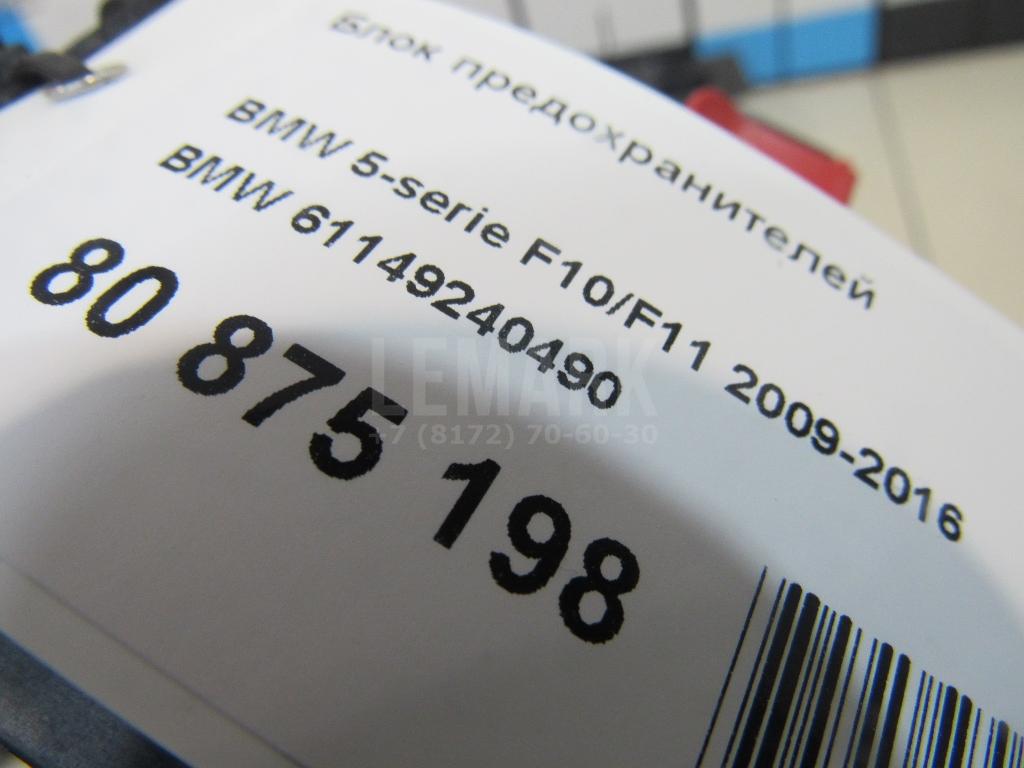 Блок предохранителей
BMW 5-serie F10/F11 2009-2016
BMW 61149240490
80 875 198
LEMARK
+7 (8172) 70-60-30